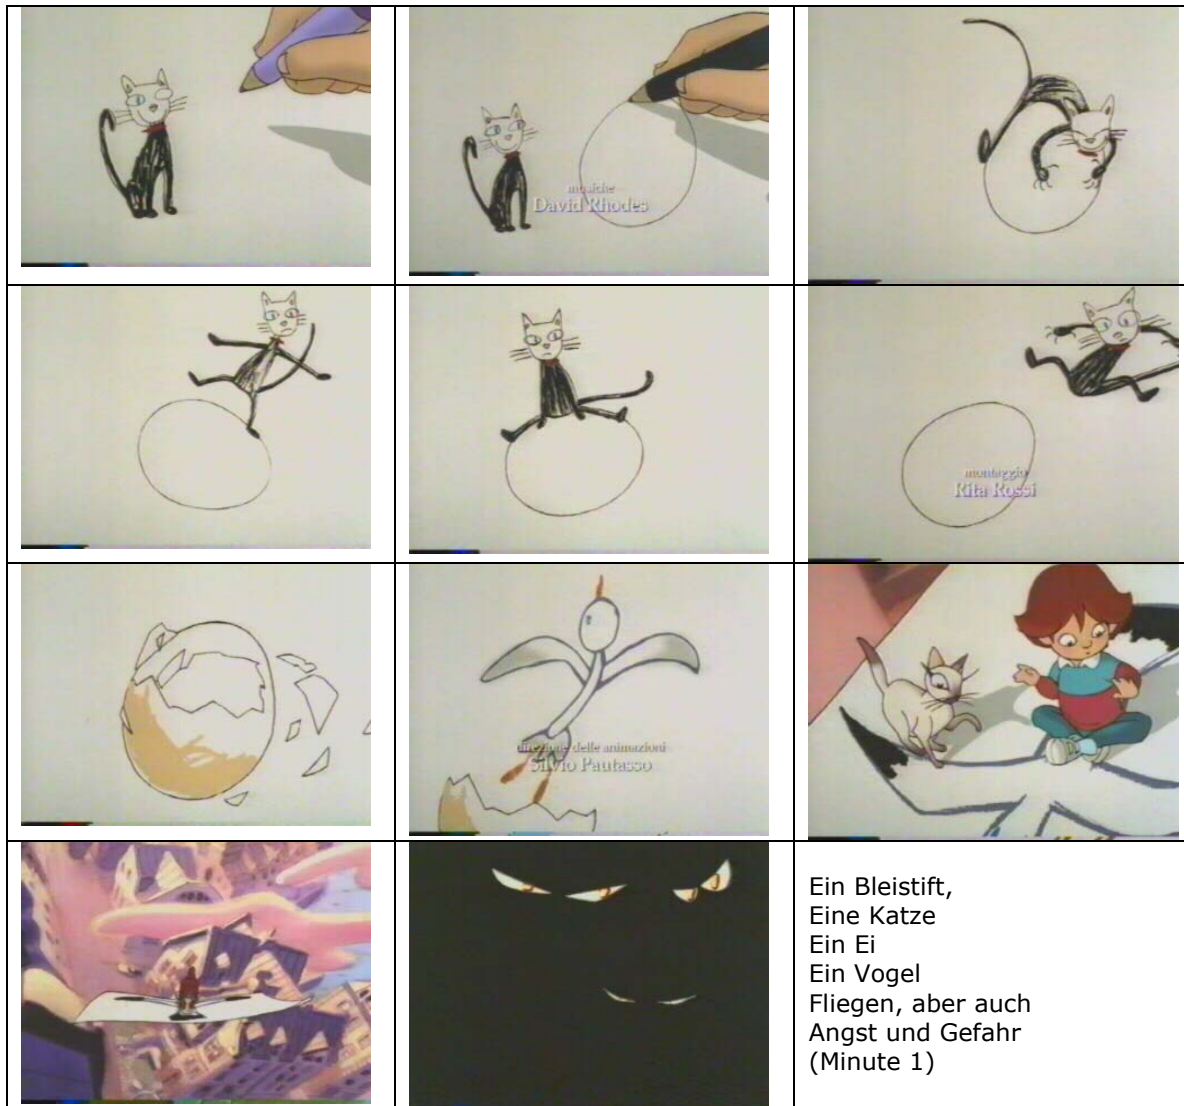 musiche
David Rhodes
montaggio
Rita Rossi
direzione delle animazioni
Silvio Pautasso
Ein Bleistift,
Eine Katze
Ein Ei
Ein Vogel
Fliegen, aber auch
Angst und Gefahr
(Minute 1)